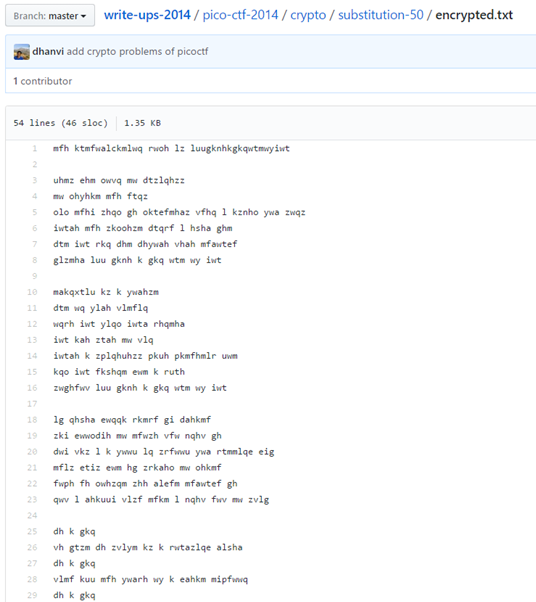 Branch: master write-ups-2014 / pico-ctf-2014 / crypto / substitution-50 / encrypted.txt
dhanvi add crypto problems of picoctf
1 contributor
54 lines (46 sloc) 1.35 KB
1 mfh ktmfwalckmlwq rwoh lz luugknhkgkqwtmwyiwt
2
3 uhmz ehm owvq mw dtzlqhzz
4 mw ohyhkm mfh ftqz
5 olo mfhi zhqo gh oktefmhaz vfhq l kznho ywa zwqz
6 iwtah mfh zkoohzm dtqrf l hsha ghm
7 dtm iwt rkq dhm dhywah vhah mfawtef
8 glzmha luu gknh k gkq wtm wy iwt
9
10 makqxtlu kz k ywahzm
11 dtm wq ylah vlmflq
12 wqrh iwt ylqo iwta rhqmha
13 iwt kah ztah mw vlq
14 iwtah k zplqhuhzz pkuh pkmfhmlr uwm
15 kqo iwt fkshqm ewm k ruth
16 zwghfwv luu gknh k gkq wtm wy iwt
17
18 lg qhsha ewqqk rkmrf gi dahkmf
19 zki ewwodih mw mfwzh vfw nqhv gh
20 dwi vkz l k ywwu lq zrfwwu ywa rtmmlqe eig
21 mflz etiz ewm hg zrkaho mw ohkmf
22 fwph fh owhzqm zhh alefm mfawtef gh
23 qwv l ahkuui vlzf mfkm l nqhv fwv mw zvlg
24
25 dh k gkq
26 vh gtzm dh zvlym kz k rwtazlqe alsha
27 dh k gkq
28 vlmf kuu mfh ywarh wy k eahkm mipfwwq
29 dh k gkq